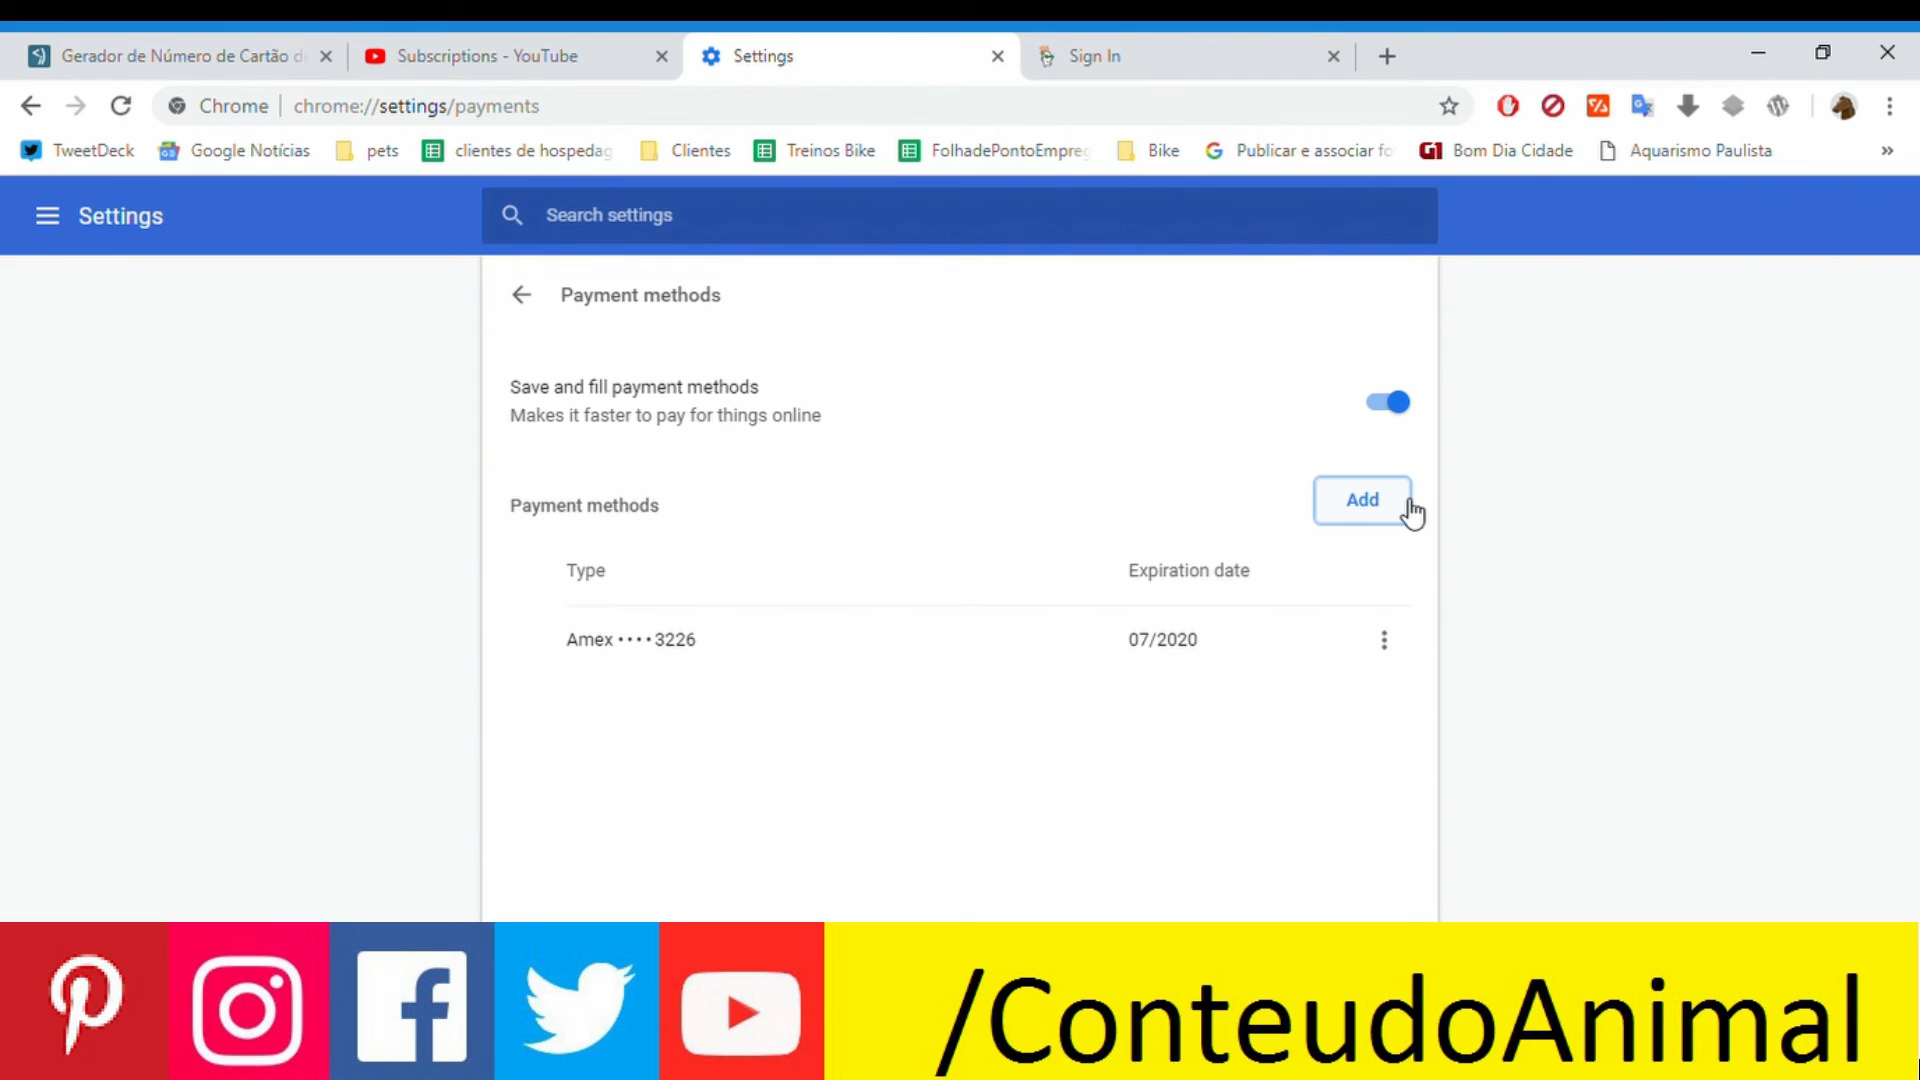 Gerador de Número de Cartão d
Subscriptions - YouTube
Settings
Sign In
Chrome
chrome://settings/payments
TweetDeck
Google Notícias
pets
clientes de hospedag
Clientes
Treinos Bike
FolhadePontoEmpreg
Bike
Publicar e associar fo
G1
Bom Dia Cidade
Aquarismo Paulista
»
Settings
Search settings
Payment methods
Save and fill payment methods
Makes it faster to pay for things online
Payment methods
Add
Type
Expiration date
Amex ···· 3226
07/2020
/ConteudoAnimal